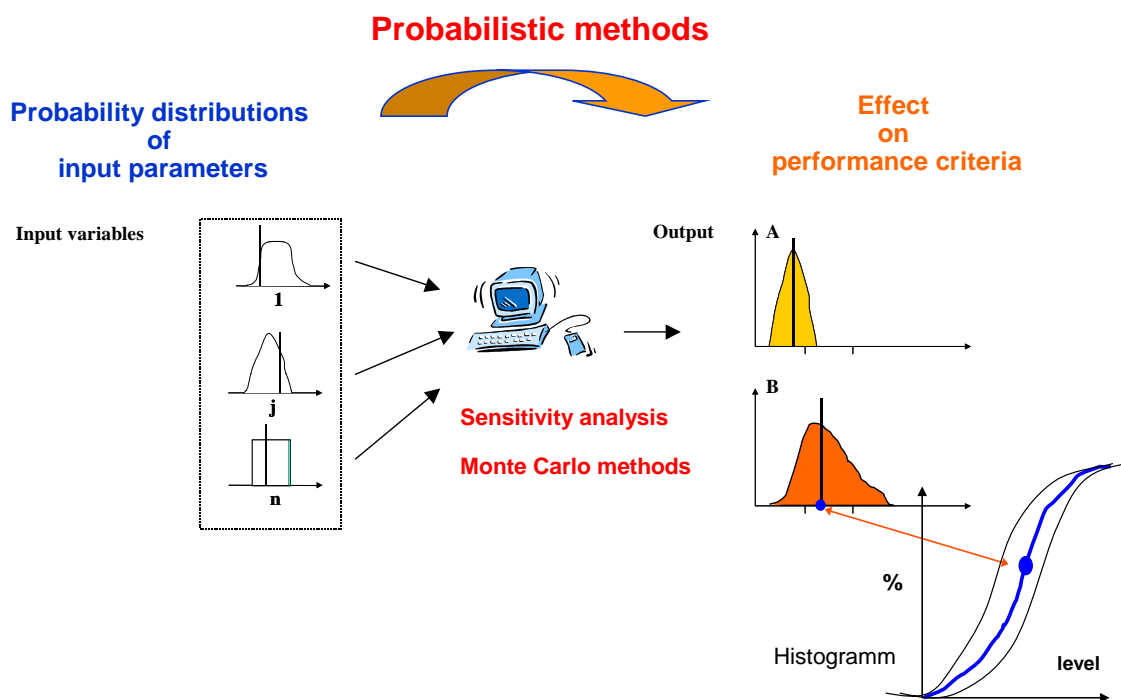 Probabilistic methods
Probability distributions
of
input parameters
Effect
on
performance criteria
Input variables
1
j
n
Sensitivity analysis
Monte Carlo methods
Output
A
B
%
Histogramm
level